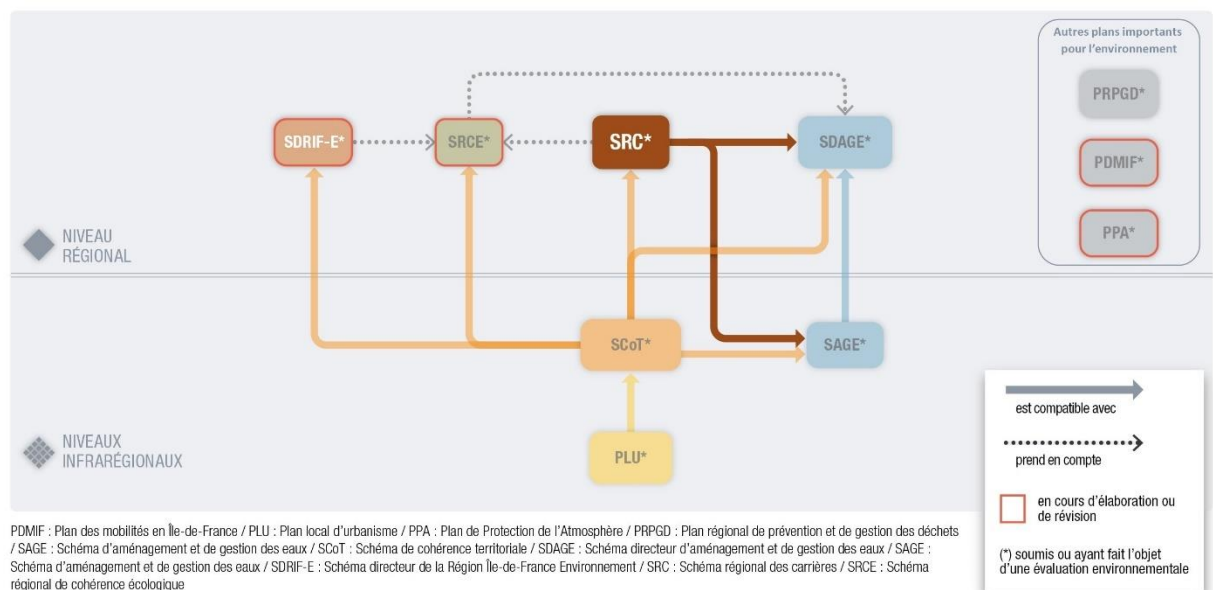 Autres plans importants
pour l'environnement
PRPGD*
SDRIF-E*
SRCE*
SRC*
SDAGE*
PDMIF*
PPA*
NIVEAU
RÉGIONAL
SCoT*
SAGE*
est compatible avec
NIVEAUX
INFRARÉGIONAUX
PLU*
prend en compte
en cours d'élaboration ou
de révision
(*) soumis ou ayant fait l'objet
d'une évaluation environnementale
PDMIF : Plan des mobilités en Île-de-France / PLU : Plan local d'urbanisme / PPA : Plan de Protection de l'Atmosphère / PRPGD : Plan régional de prévention et de gestion des déchets
/ SAGE : Schéma d'aménagement et de gestion des eaux / SCoT : Schéma de cohérence territoriale / SDAGE : Schéma directeur d'aménagement et de gestion des eaux / SAGE :
Schéma d'aménagement et de gestion des eaux / SDRIF-E : Schéma directeur de la Région Île-de-France Environnement / SRC : Schéma régional des carrières / SRCE : Schéma
régional de cohérence écologique